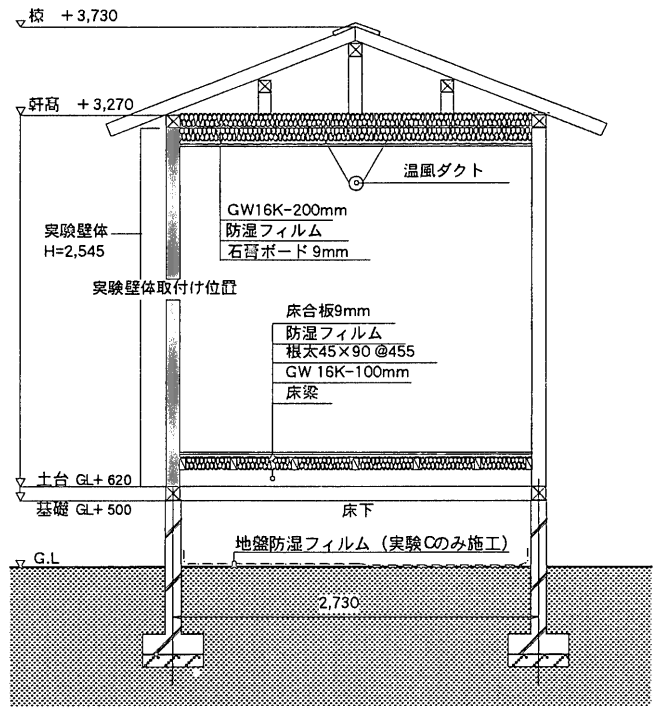 棟 +3,730
軒高 +3,270
温風ダクト
GW16K-200mm
防湿フィルム
石膏ボード 9mm
実験壁体
H=2,545
実験壁体取付け位置
床合板9mm
防湿フィルム
根太45×90 @455
GW 16K-100mm
床梁
土台 GL+ 620
基礎 GL+ 500
床下
地盤防湿フィルム (実験Cのみ施工)
G.L
2,730